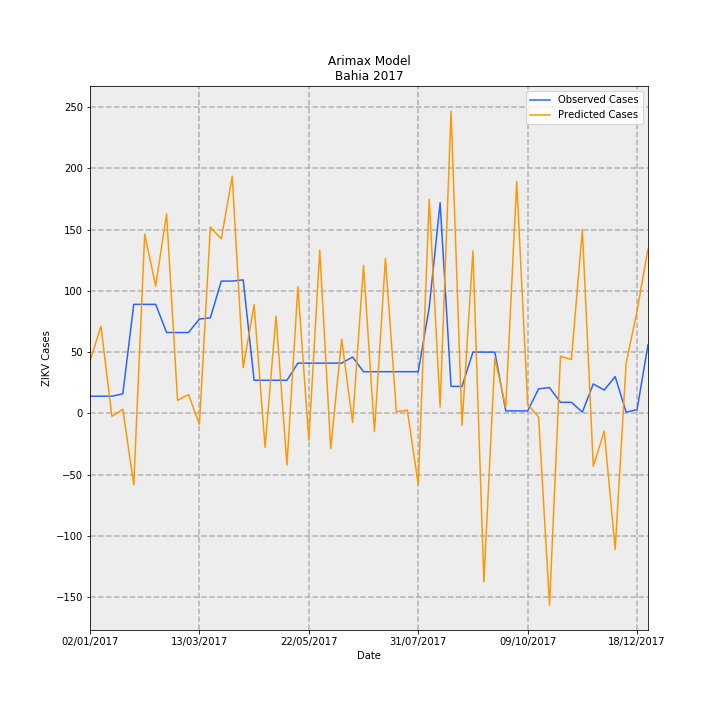 Arimax Model
Bahia 2017
Observed Cases
Predicted Cases
250
200
150
100
50
0
−50
−100
−150
ZIKV Cases
02/01/2017 13/03/2017 22/05/2017 31/07/2017 09/10/2017 18/12/2017
Date